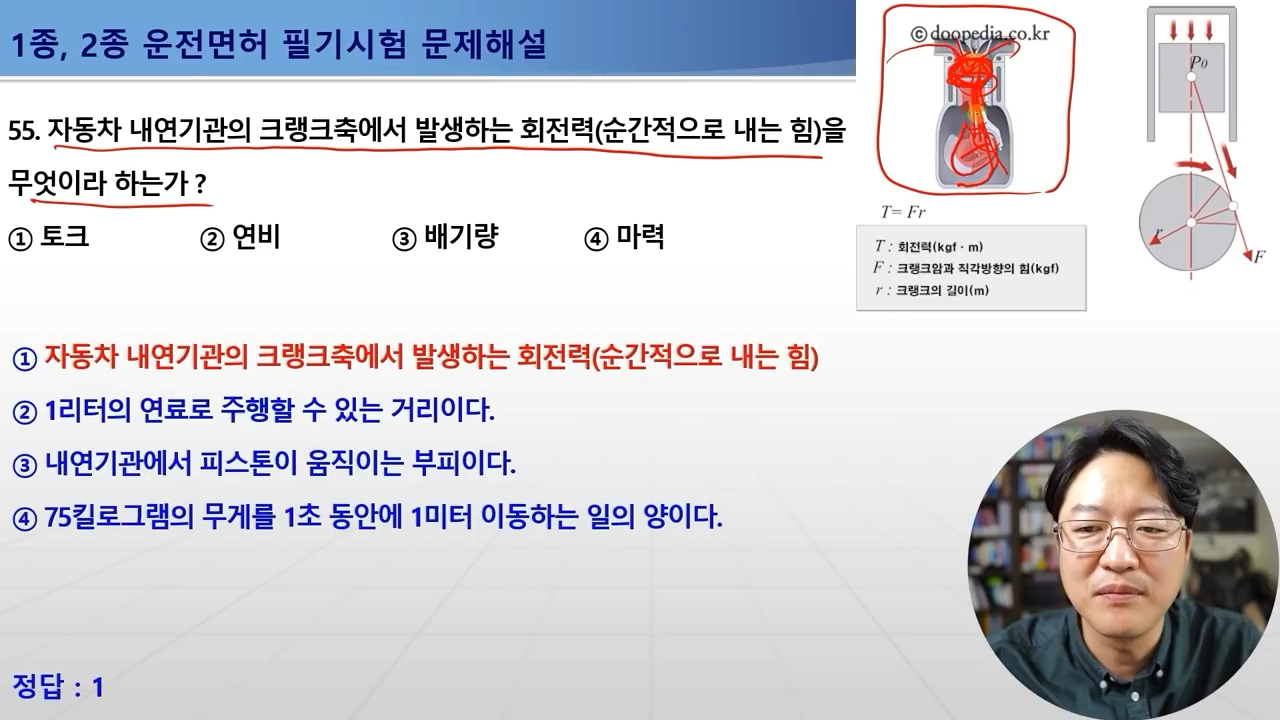 1종, 2종 운전면허 필기시험 문제해설
55. 자동차 내연기관의 크랭크축에서 발생하는 회전력(순간적으로 내는 힘)을
무엇이라 하는가 ?
① 토크 ② 연비 ③ 배기량 ④ 마력
① 자동차 내연기관의 크랭크축에서 발생하는 회전력(순간적으로 내는 힘)
② 1리터의 연료로 주행할 수 있는 거리이다.
③ 내연기관에서 피스톤이 움직이는 부피이다.
④ 75킬로그램의 무게를 1초 동안에 1미터 이동하는 일의 양이다.
정답 : 1
ⓒdoopedia.co.kr
P0
r
F
T= Fr
T : 회전력(kgf · m)
F : 크랭크암과 직각방향의 힘(kgf)
r : 크랭크의 길이(m)